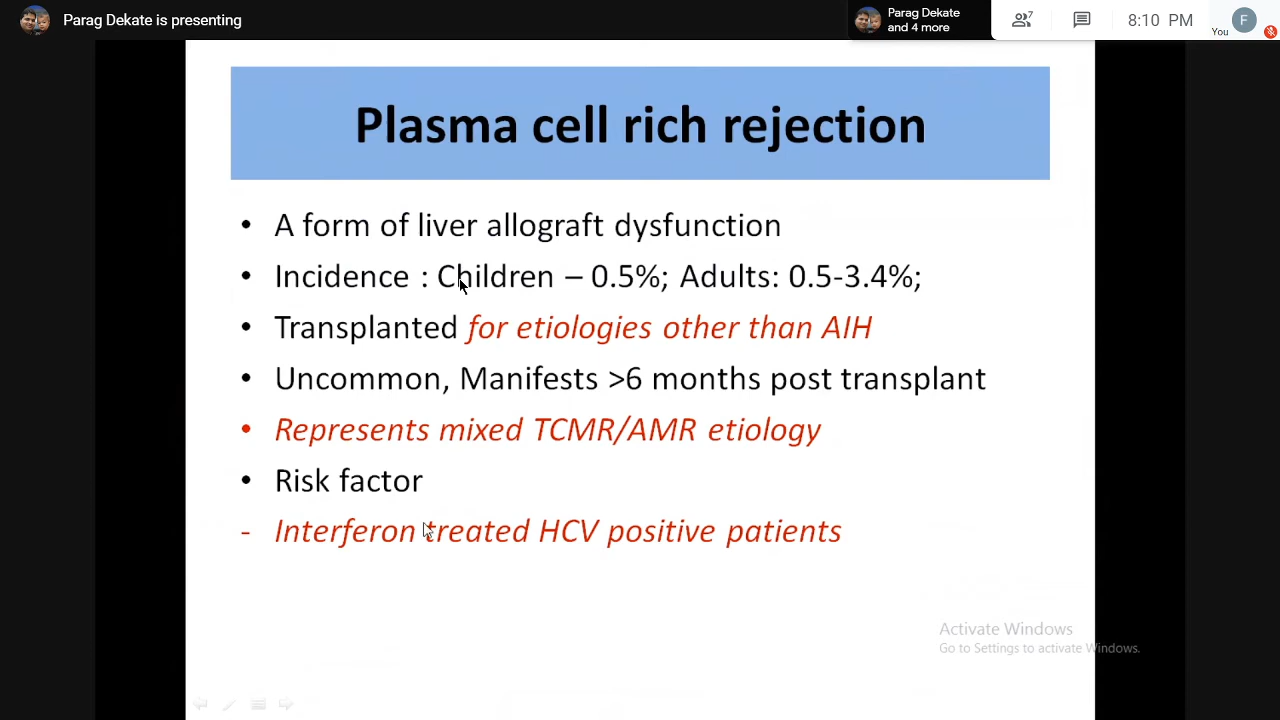 Parag Dekate is presenting
Parag Dekate
and 4 more
7
8:10 PM
You
F
Plasma cell rich rejection
• A form of liver allograft dysfunction
• Incidence : Children – 0.5%; Adults: 0.5-3.4%;
• Transplanted for etiologies other than AIH
• Uncommon, Manifests >6 months post transplant
• Represents mixed TCMR/AMR etiology
• Risk factor
- Interferon treated HCV positive patients
Activate Windows
Go to Settings to activate Windows.